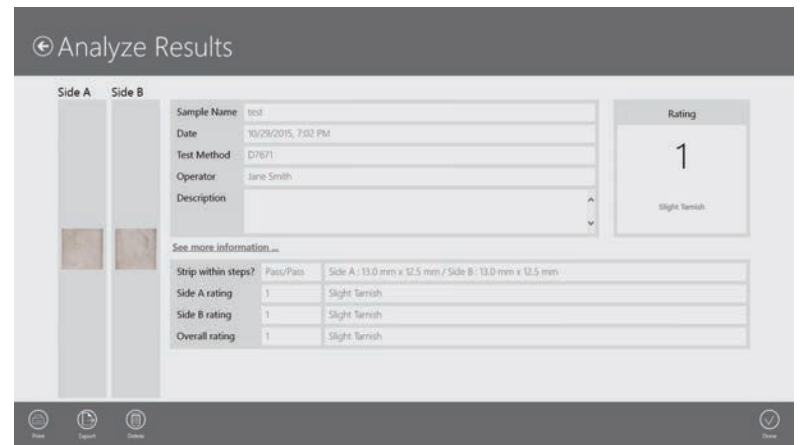 Analyze Results
Side A Side B
Sample Name test
Date 10/29/2015, 7:02 PM
Test Method D7671
Operator Jane Smith
Description
Rating
1
Slight Tarnish
See more information ...
Strip within steps? Pass/Pass Side A : 13.0 mm x 12.5 mm / Side B : 13.0 mm x 12.5 mm
Side A rating 1 Slight Tarnish
Side B rating 1 Slight Tarnish
Overall rating 1 Slight Tarnish
Print Export Delete Done